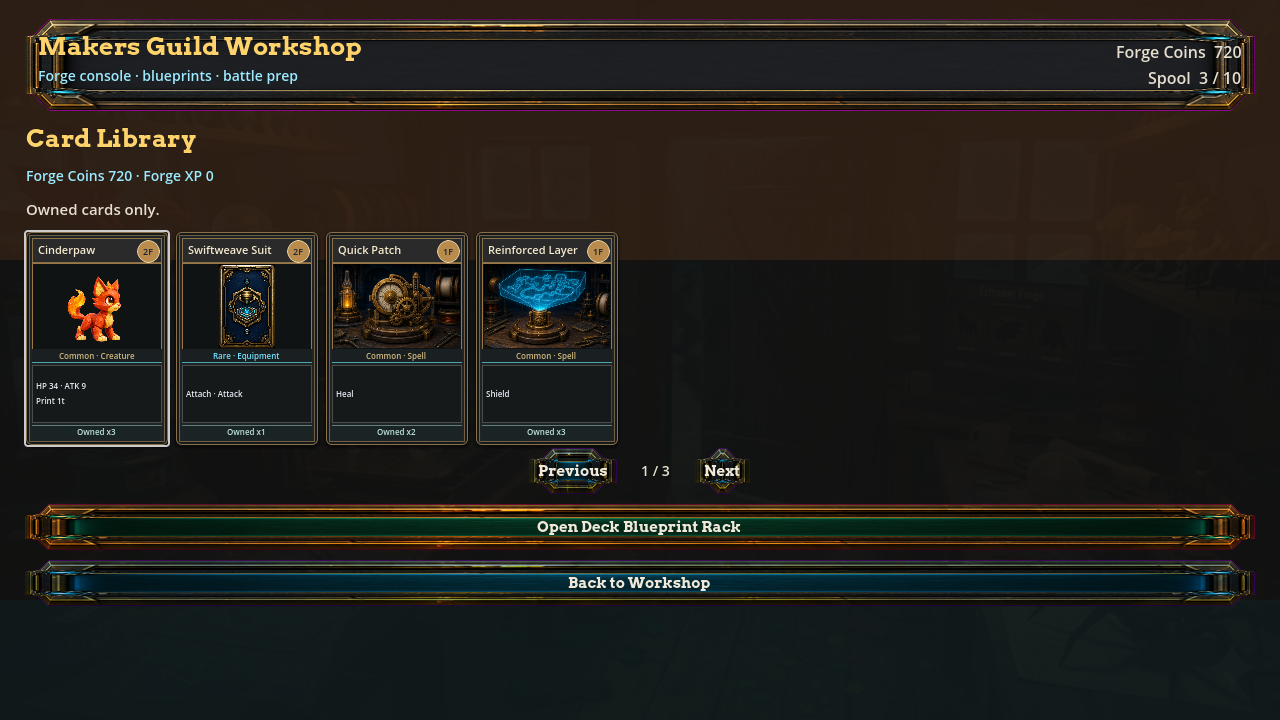 Makers Guild Workshop
Forge console · blueprints · battle prep
Forge Coins 720
Spool 3 / 10
Card Library
Forge Coins 720 · Forge XP 0
Owned cards only.
Cinderpaw 2F
Common · Creature
HP 34 · ATK 9
Print 1t
Owned x3
Swiftweave Suit 2F
Rare · Equipment
Attach · Attack
Owned x1
Quick Patch 1F
Common · Spell
Heal
Owned x2
Reinforced Layer 1F
Common · Spell
Shield
Owned x3
Previous 1 / 3 Next
Open Deck Blueprint Rack
Back to Workshop